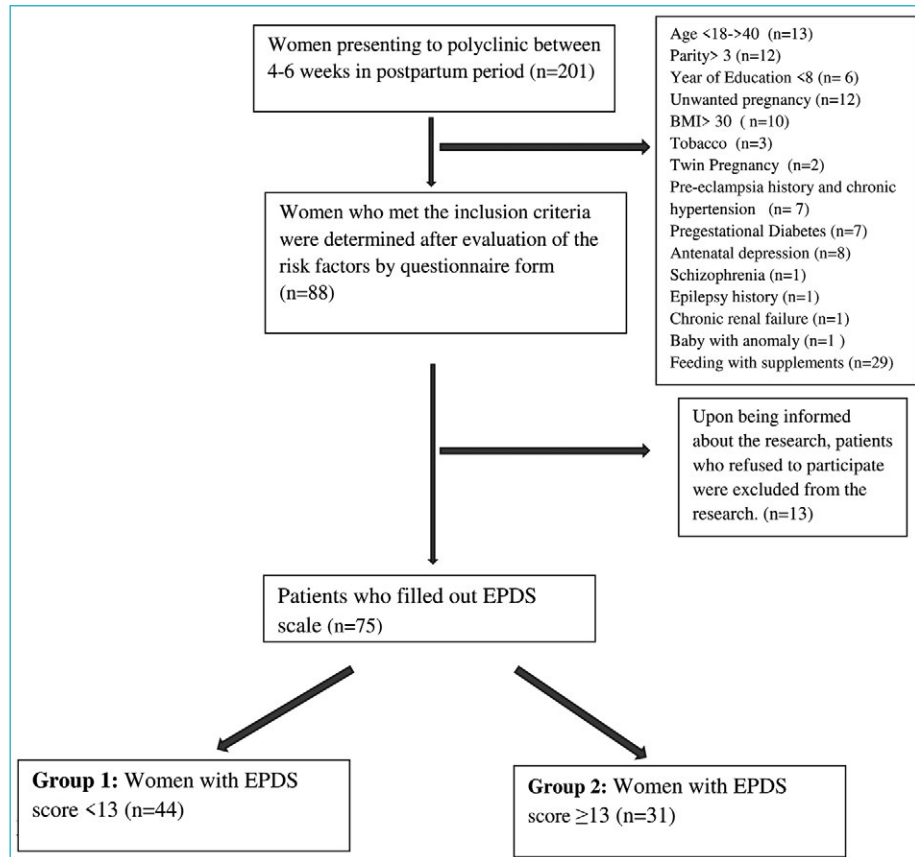 Women presenting to polyclinic between
4-6 weeks in postpartum period (n=201)
Age <18->40 (n=13)
Parity> 3 (n=12)
Year of Education <8 (n= 6)
Unwanted pregnancy (n=12)
BMI> 30 ( n=10)
Tobacco (n=3)
Twin Pregnancy (n=2)
Pre-eclampsia history and chronic
hypertension (n= 7)
Pregestational Diabetes (n=7)
Antenatal depression (n=8)
Schizophrenia (n=1)
Epilepsy history (n=1)
Chronic renal failure (n=1)
Baby with anomaly (n=1 )
Feeding with supplements (n=29)
Women who met the inclusion criteria
were determined after evaluation of the
risk factors by questionnaire form
(n=88)
Upon being informed
about the research, patients
who refused to participate
were excluded from the
research. (n=13)
Patients who filled out EPDS
scale (n=75)
Group 1: Women with EPDS
score <13 (n=44)
Group 2: Women with EPDS
score ≥13 (n=31)